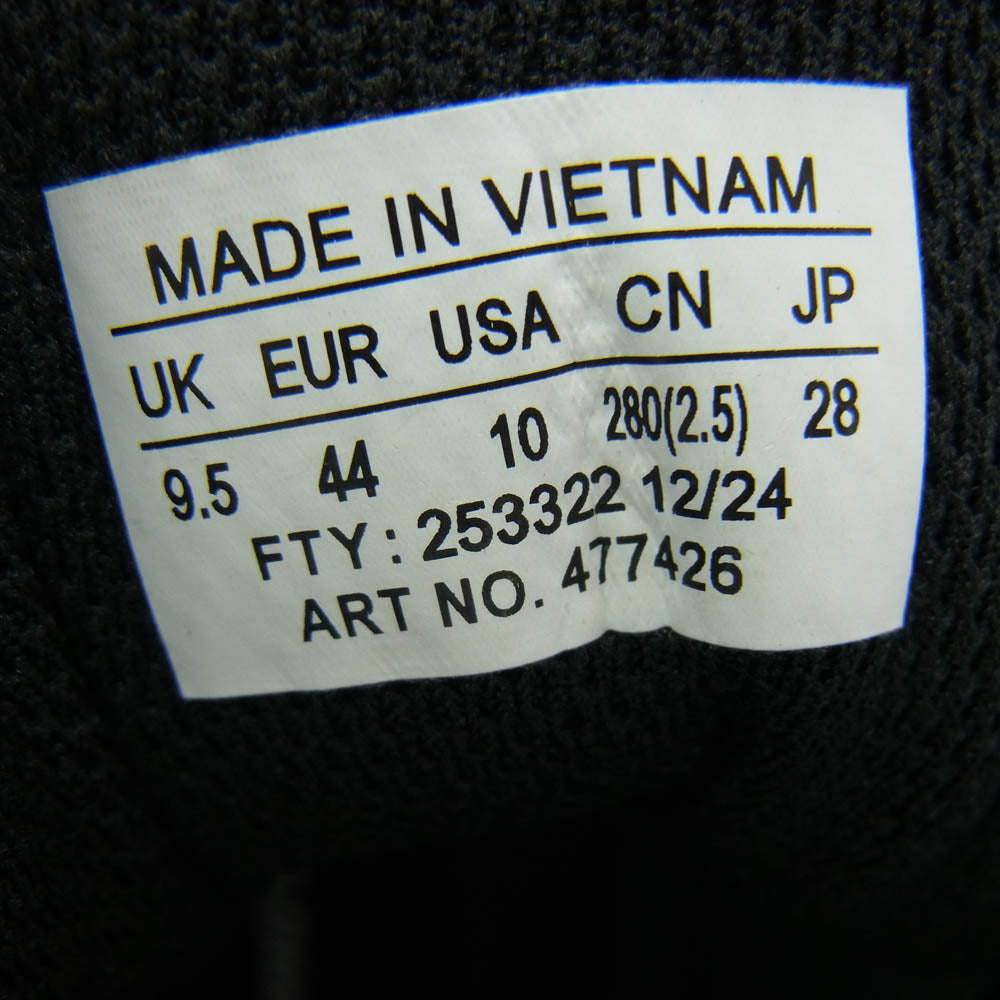 MADE IN VIETNAM
UK EUR USA CN JP
9.5 44 10 280(2.5) 28
FTY: 253322 12/24
ART NO. 477426